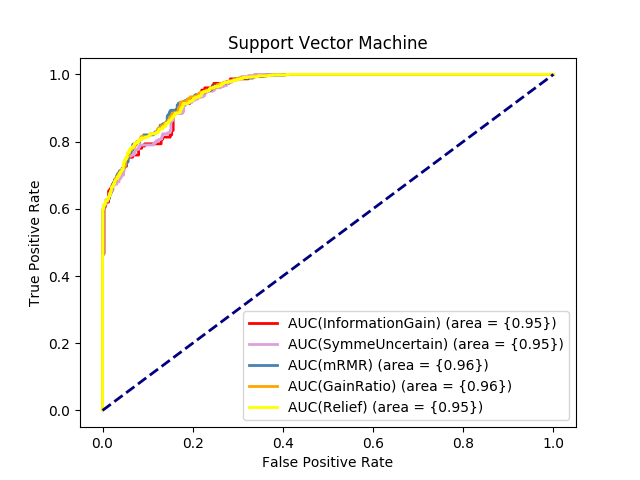 Support Vector Machine
1.0
0.8
0.6
0.4
0.2
0.0
True Positive Rate
AUC(InformationGain) (area = {0.95})
AUC(SymmeUncertain) (area = {0.95})
AUC(mRMR) (area = {0.96})
AUC(GainRatio) (area = {0.96})
AUC(Relief) (area = {0.95})
0.0 0.2 0.4 0.6 0.8 1.0
False Positive Rate